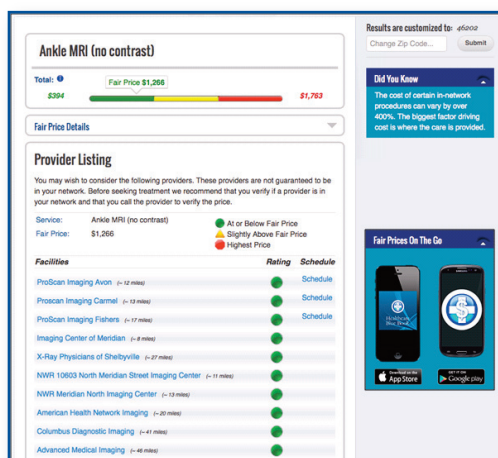 Ankle MRI (no contrast)
Total:
Fair Price $1,266
$394
$1,763
Fair Price Details
Provider Listing
You may wish to consider the following providers. These providers are not guaranteed to be
in your network. Before seeking treatment we recommend that you verify if a provider is in
your network and that you call the provider to verify the price.
Service: Ankle MRI (no contrast)
Fair Price: $1,266
At or Below Fair Price
Slightly Above Fair Price
Highest Price
Facilities Rating Schedule
ProScan Imaging Avon (~ 12 miles) Schedule
Proscan Imaging Carmel (~ 13 miles) Schedule
ProScan Imaging Fishers (~ 17 miles) Schedule
Imaging Center of Meridian (~ 8 miles)
X-Ray Physicians of Shelbyville (~ 27 miles)
NWR 10603 North Meridian Street Imaging Center (~ 11 miles)
NWR Meridian North Imaging Center (~ 13 miles)
American Health Network Imaging (~ 20 miles)
Columbus Diagnostic Imaging (~ 41 miles)
Advanced Medical Imaging (~ 46 miles)
Results are customized to: 46202
Change Zip Code... Submit
Did You Know
The cost of certain in-network
procedures can vary by over
400%. The biggest factor driving
cost is where the care is provided.
Fair Prices On The Go
Healthcare
Blue Book
Download on the
App Store
GET IT ON
Google play